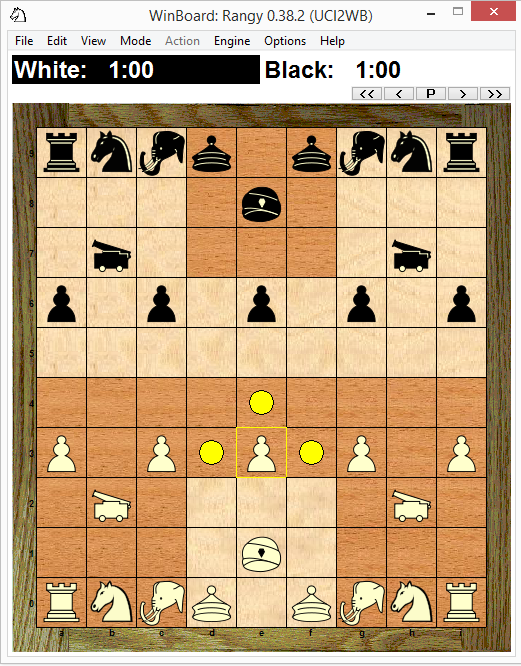 WinBoard: Rangy 0.38.2 (UCI2WB)
File Edit View Mode Action Engine Options Help
White: 1:00 Black: 1:00
<< < P > >>
9
8
7
6
5
4
3
2
1
0
a b c d e f g h i